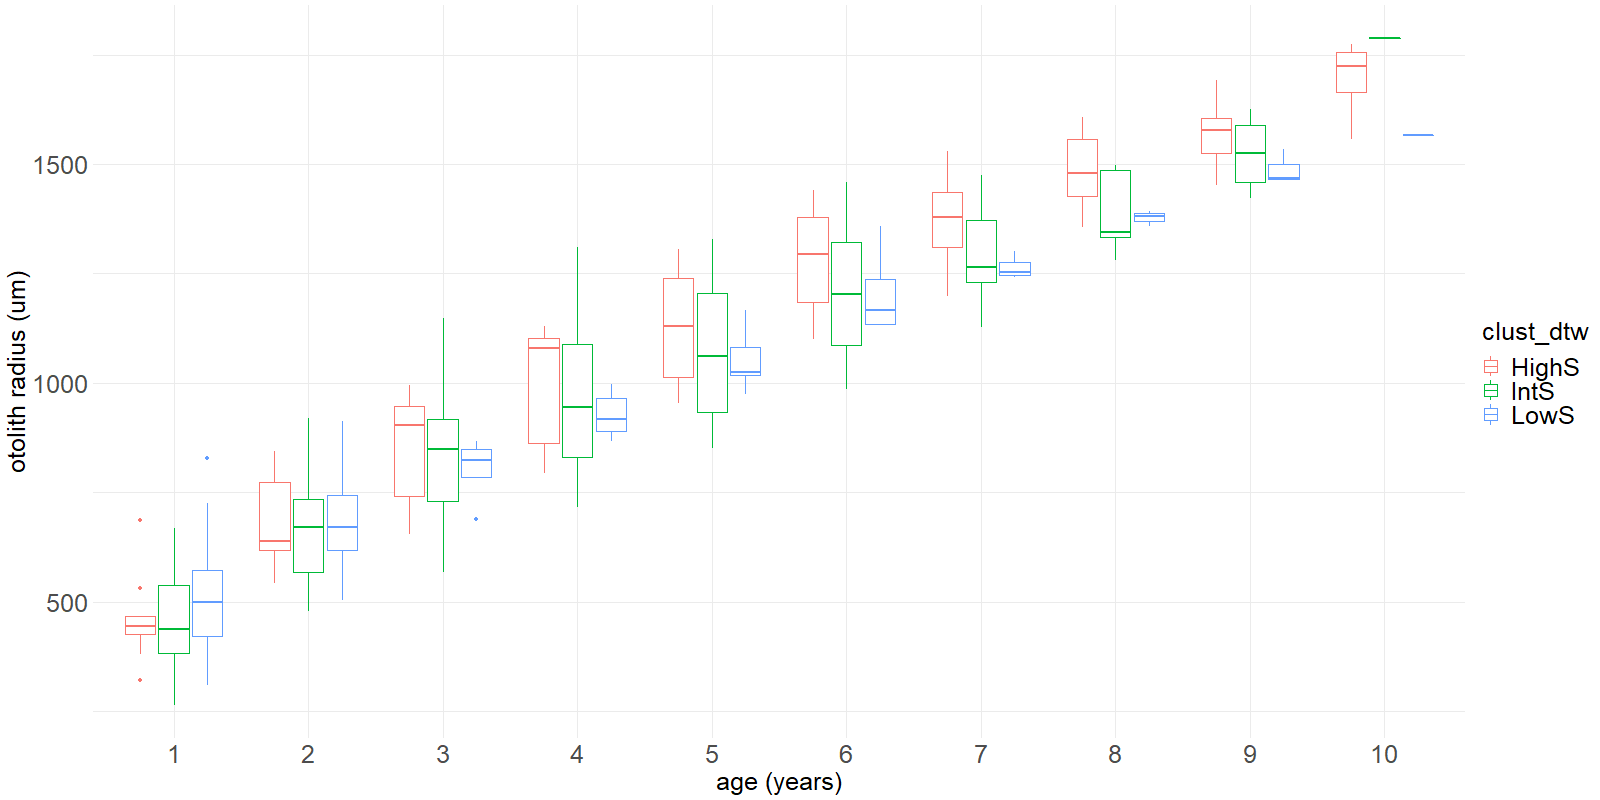 1500
1000
500
otolith radius (um)
1 2 3 4 5 6 7 8 9 10
age (years)
clust_dtw
HighS
IntS
LowS